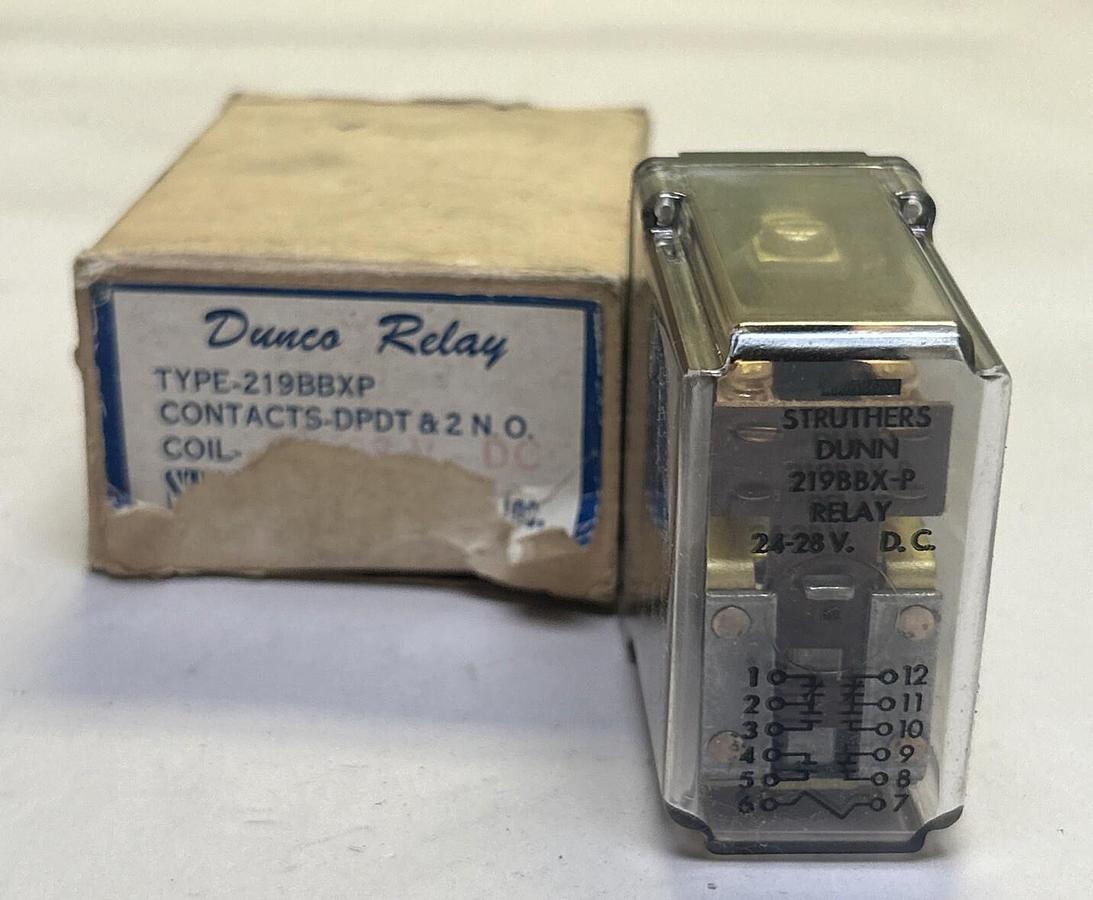 Dunco Relay
TYPE-219BBXP
CONTACTS-DPDT & 2 N.O.
COIL- V. DC
Inc.
STRUTHERS
DUNN
219BBX-P
RELAY
24-28 V. D.C.
1 12
2 11
3 10
4 9
5 8
6 7